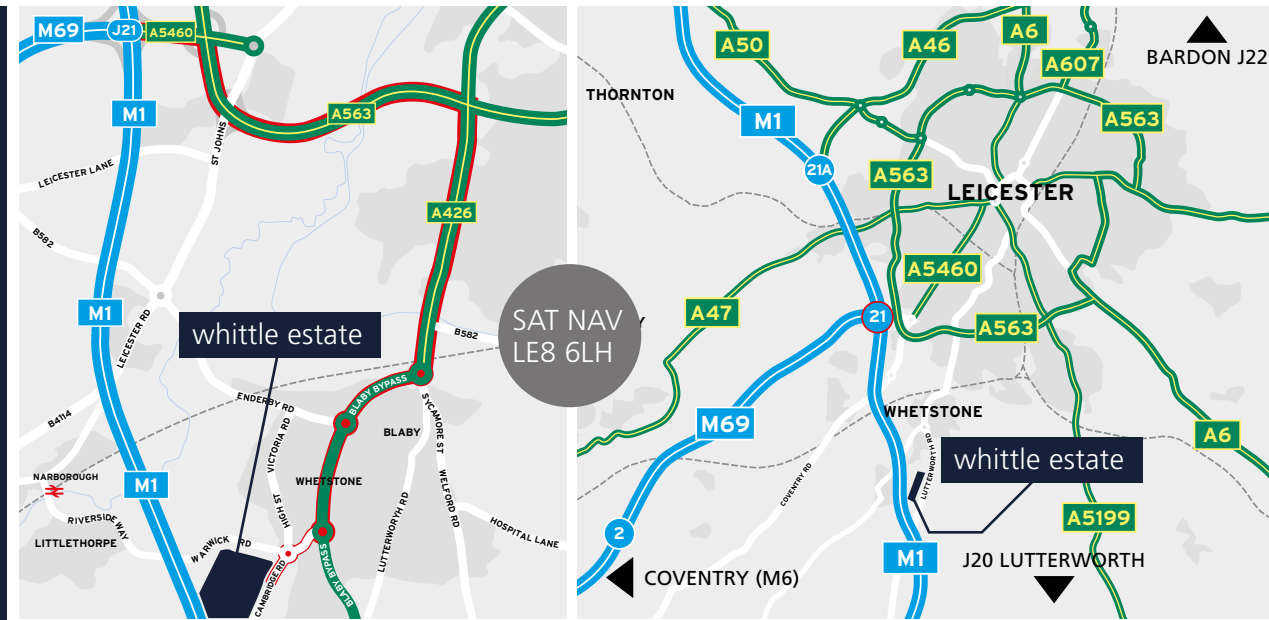 M69
J21
A5460
M1
A563
ST JOHNS
LEICESTER LANE
A426
B582
M1
LEICESTER RD
whittle estate
B582
SAT NAV
LE8 6LH
BLABY BYPASS
ENDERBY RD
SYCAMORE ST
B4114
VICTORIA RD
BLABY
WHETSTONE
NARBOROUGH
M1
WELFORD RD
HIGH ST
LUTTERWORYH RD
RIVERSIDE WAY
HOSPITAL LANE
LITTLETHORPE
WARWICK RD
CAMBRIDGE RD
BLABY BYPASS
A50
A46
A6
A607
BARDON J22
THORNTON
M1
A563
21A
A563
LEICESTER
A5460
A47
21
A563
M69
WHETSTONE
A6
LUTTERWORTH RD
whittle estate
COVENTRY RD
A5199
2
M1
J20 LUTTERWORTH
COVENTRY (M6)